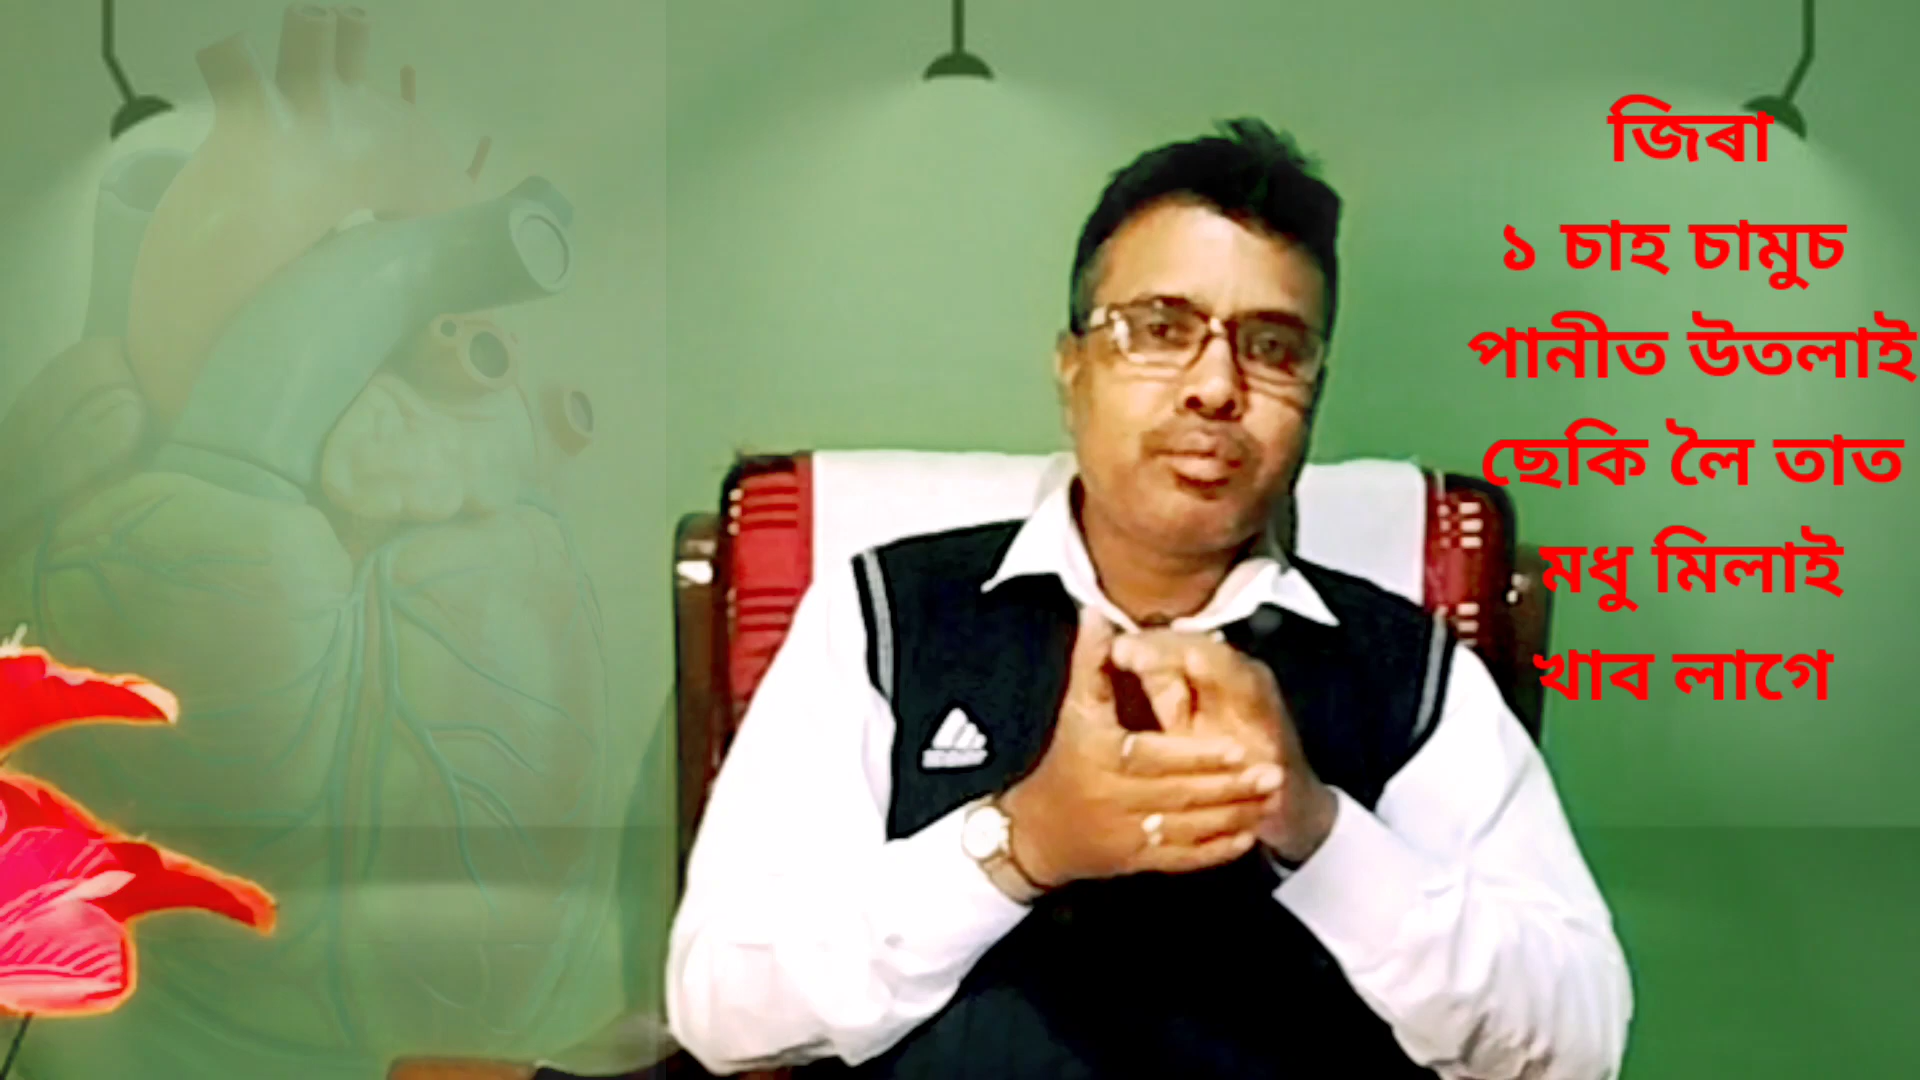 জিৰা
১ চাহ চামুচ
পানীত উতলাই
ছেকি লৈ তাত
মধু মিলাই
খাব লাগে